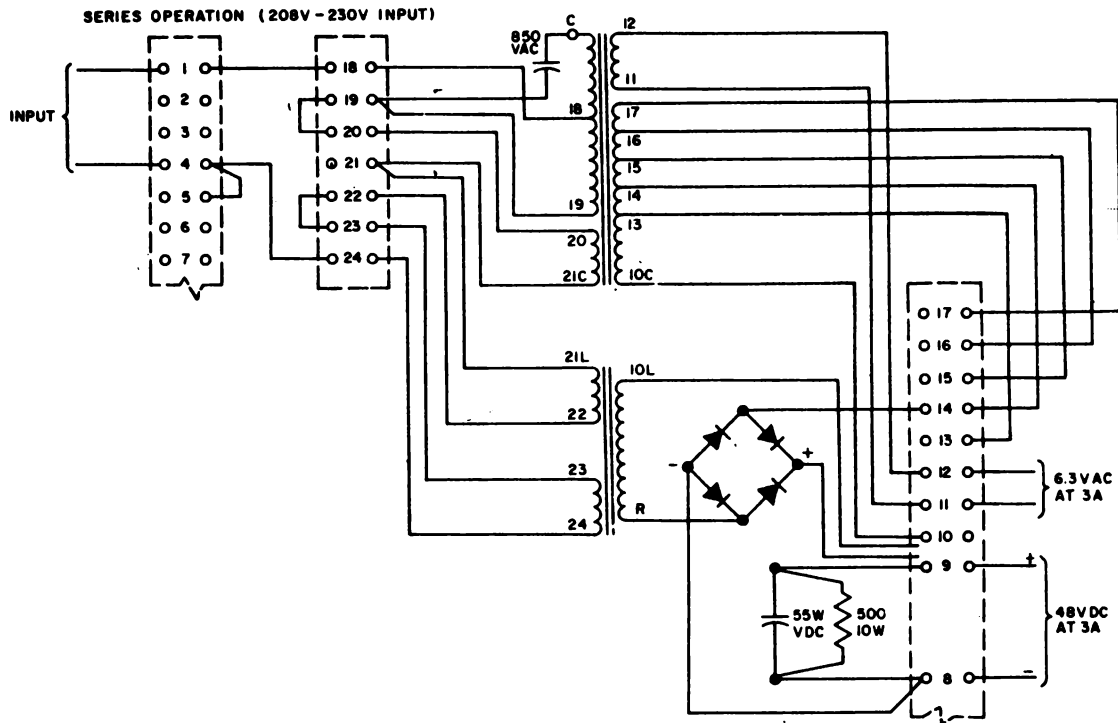 SERIES OPERATION (208V-230V INPUT)
INPUT
1
2
3
4
5
6
7
18
19
20
21
22
23
24
850
VAC
C
18
19
20
21C
12
11
17
16
15
14
13
10C
21L
22
23
24
10L
R
-
+
17
16
15
14
13
12
11
10
9
8
6.3VAC
AT 3A
+
48VDC
AT 3A
-
55W
VDC
500
10W